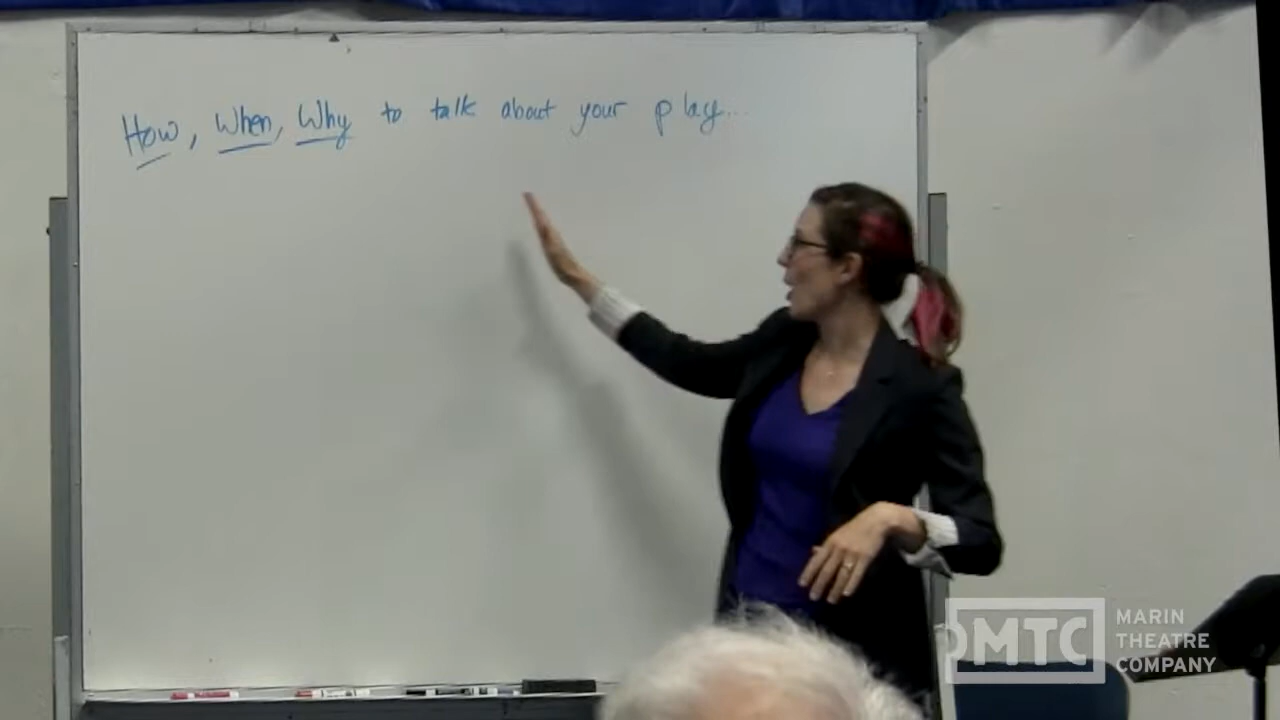 How, When, Why to talk about your play...
MTC
MARIN
THEATRE
COMPANY